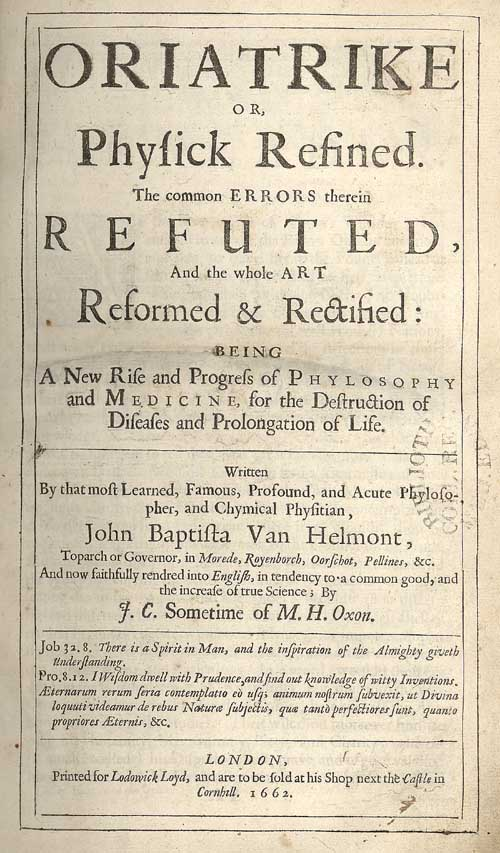 ORIATRIKE
OR,
Phyſick Refined.
The common ERRORS therein
REFUTED,
And the whole ART
Reformed & Rectified:
BEING
A New Riſe and Progreſs of PHYLOSOPHY
and MEDICINE, for the Deſtruction of
Diſeaſes and Prolongation of Life.
Written
By that moſt Learned, Famous, Profound, and Acute Phyloſo-
pher, and Chymical Phyſitian,
John Baptiſta Van Helmont,
Toparch or Governor, in Morede, Royenborch, Oorſchot, Pellines, &c.
And now faithfully rendred into Engliſh, in tendency to a common good, and
the increaſe of true Science; By
J. C. Sometime of M. H. Oxon.
Job 32. 8. There is a Spirit in Man, and the inſpiration of the Almighty giveth
Underſtanding.
Pro. 8. 12. I Wiſdom dwell with Prudence, and find out knowledge of witty Inventions.
Æternarum rerum ſeria contemplatio eò uſq; animum noſtrum ſubvexit, ut Divina
loquuti videamur de rebus Naturæ ſubjectis, quæ tantò perfectiores ſunt, quanto
propriores Æternis, &c.
LONDON,
Printed for Lodowick Loyd, and are to be ſold at his Shop next the Caſtle in
Cornhill. 1662.